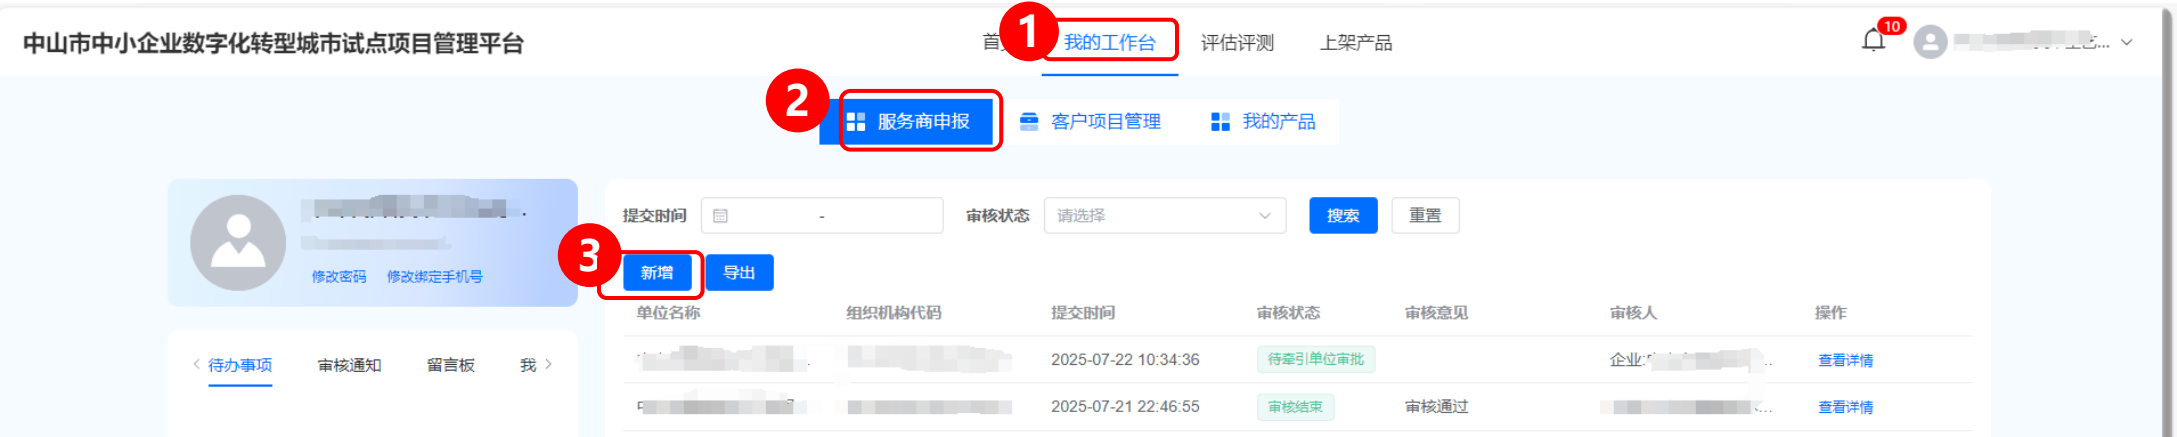 中山市中小企业数字化转型城市试点项目管理平台
首 1 我的工作台 评估评测 上架产品 10
2 服务商申报 客户项目管理 我的产品
提交时间 - 审核状态 请选择 搜索 重置
修改密码 修改绑定手机号
3 新增 导出
单位名称 组织机构代码 提交时间 审核状态 审核意见 审核人 操作
待办事项 审核通知 留言板 我
2025-07-22 10:34:36 待牵引单位审批 企业: 查看详情
2025-07-21 22:46:55 审核结束 审核通过 查看详情